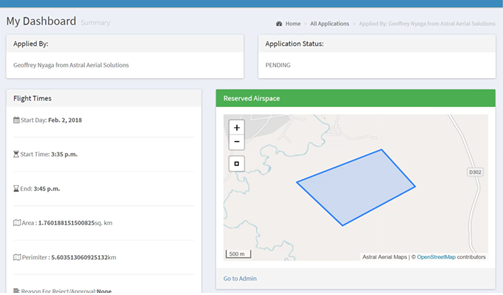 My Dashboard Summary
Home > All Applications > Applied By: Geoffrey Nyaga from Astral Aerial Solutions
Applied By:
Geoffrey Nyaga from Astral Aerial Solutions
Application Status:
PENDING
Flight Times
Start Day: Feb. 2, 2018
Start Time: 3:35 p.m.
End: 3:45 p.m.
Area : 1.760188151500825sq. km
Perimiter : 5.603513060925132km
Reason For Reject/Approval:None
Reserved Airspace
+
−
D302
500 m
Astral Aerial Maps | © OpenStreetMap contributors
Go to Admin